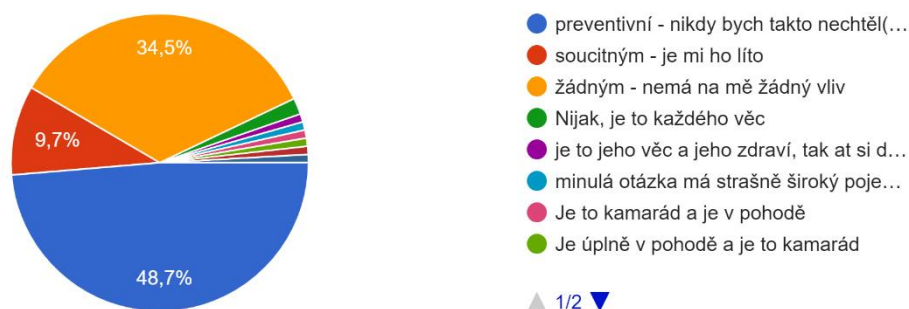 34,5%
9,7%
48,7%
preventivní - nikdy bych takto nechtěl(…
soucitným - je mi ho líto
žádným - nemá na mě žádný vliv
Nijak, je to každého věc
je to jeho věc a jeho zdraví, tak at si d…
minulá otázka má strašně široký poje…
Je to kamarád a je v pohodě
Je úplně v pohodě a je to kamarád
1/2